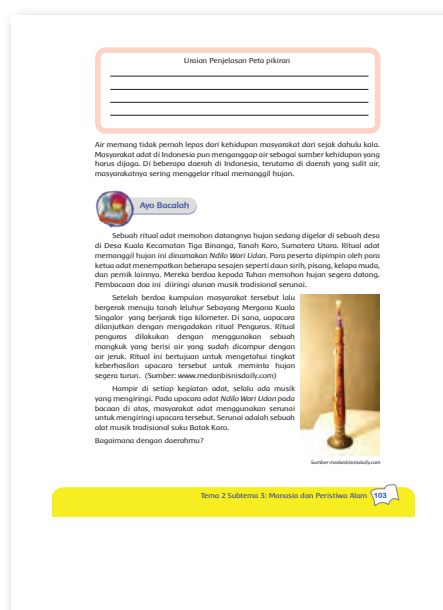 Uraian Penjelasan Peta pikiran
Air memang tidak pernah lepas dari kehidupan masyarakat dari sejak dahulu kala.
Masyarakat adat di Indonesia pun menganggap air sebagai sumber kehidupan yang
harus dijaga. Di beberapa daerah di Indonesia, terutama di daerah yang sulit air,
masyarakatnya sering menggelar ritual memanggil hujan.
Ayo Bacalah
Sebuah ritual adat memohon datangnya hujan sedang digelar di sebuah desa
di Desa Kuala Kecamatan Tiga Binanga, Tanah Karo, Sumatera Utara. Ritual adat
memanggil hujan ini dinamakan Ndilo Wari Udan. Para peserta dipimpin oleh para
ketua adat menempatkan beberapa sesajen seperti daun sirih, pisang, kelapa muda,
dan pernik lainnya. Mereka berdoa kepada Tuhan memohon hujan segera datang.
Pembacaan doa ini diiringi alunan musik tradisional serunai.
Setelah berdoa kumpulan masyarakat tersebut lalu
bergerak menuju tanah leluhur Sebayang Mergana Kuala
Singalor yang berjarak tiga kilometer. Di sana, uapacara
dilanjutkan dengan mengadakan ritual Penguras. Ritual
penguras dilakukan dengan menggunakan sebuah
mangkuk yang berisi air yang sudah dicampur dengan
air jeruk. Ritual ini bertujuan untuk mengetahui tingkat
keberhasilan upacara tersebut untuk meminta hujan
segera turun. (Sumber: www.medanbisnisdaily.com)
Hampir di setiap kegiatan adat, selalu ada musik
yang mengiringi. Pada upacara adat Ndilo Wari Udan pada
bacaan di atas, masyarakat adat menggunakan serunai
untuk mengiringi upacara tersebut. Serunai adalah sebuah
alat musik tradisional suku Batak Karo.
Bagaimana dengan daerahmu?
Sumber:medanbisnisdaily.com
Tema 2 Subtema 3: Manusia dan Peristiwa Alam 103